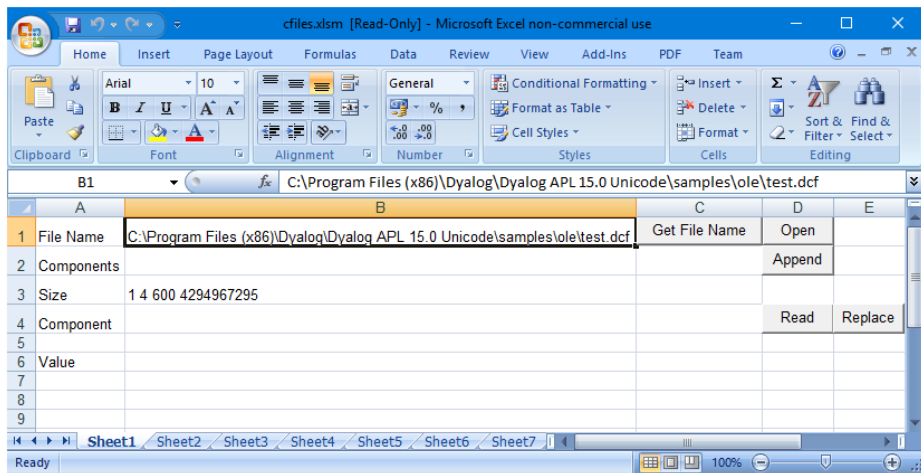 cfiles.xlsm [Read-Only] - Microsoft Excel non-commercial use
Home Insert Page Layout Formulas Data Review View Add-Ins PDF Team
Arial 10 General Conditional Formatting Insert Σ
B I U A A % , Format as Table Delete
Paste Sort & Find &
A .0 .00 .00 .0 Cell Styles Format Filter Select
Clipboard Font Alignment Number Styles Cells Editing
B1 fx C:\Program Files (x86)\Dyalog\Dyalog APL 15.0 Unicode\samples\ole\test.dcf
A B C D E
1 File Name C:\Program Files (x86)\Dyalog\Dyalog APL 15.0 Unicode\samples\ole\test.dcf Get File Name Open
2 Components Append
3 Size 1 4 600 4294967295
4 Component Read Replace
5
6 Value
7
8
9
Sheet1 Sheet2 Sheet3 Sheet4 Sheet5 Sheet6 Sheet7
Ready 100%